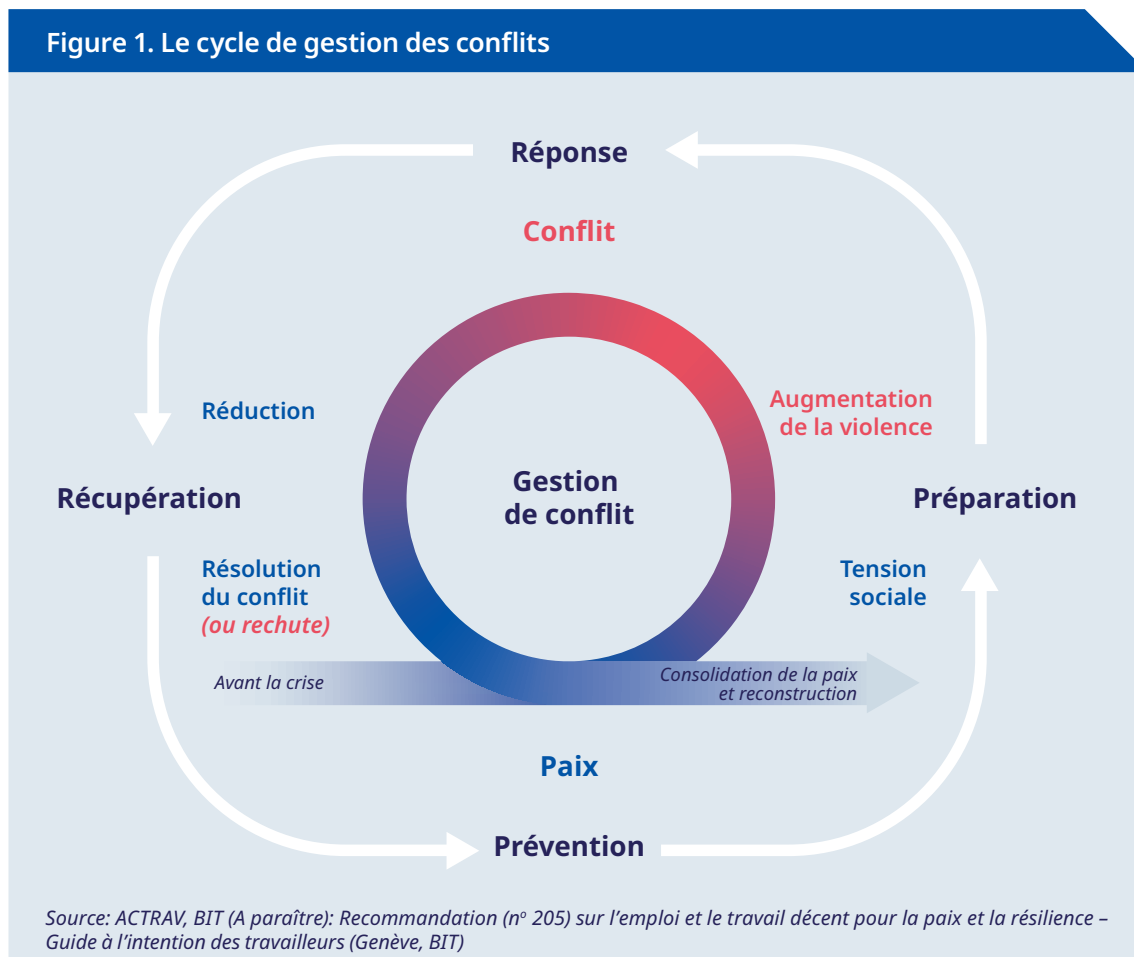 Figure 1. Le cycle de gestion des conflits
Réponse
Conflit
Réduction
Augmentation
de la violence
Gestion
de conflit
Récupération
Préparation
Résolution
du conflit
(ou rechute)
Tension
sociale
Avant la crise
Consolidation de la paix
et reconstruction
Paix
Prévention
Source: ACTRAV, BIT (A paraître): Recommandation (nº 205) sur l’emploi et le travail décent pour la paix et la résilience –
Guide à l’intention des travailleurs (Genève, BIT)